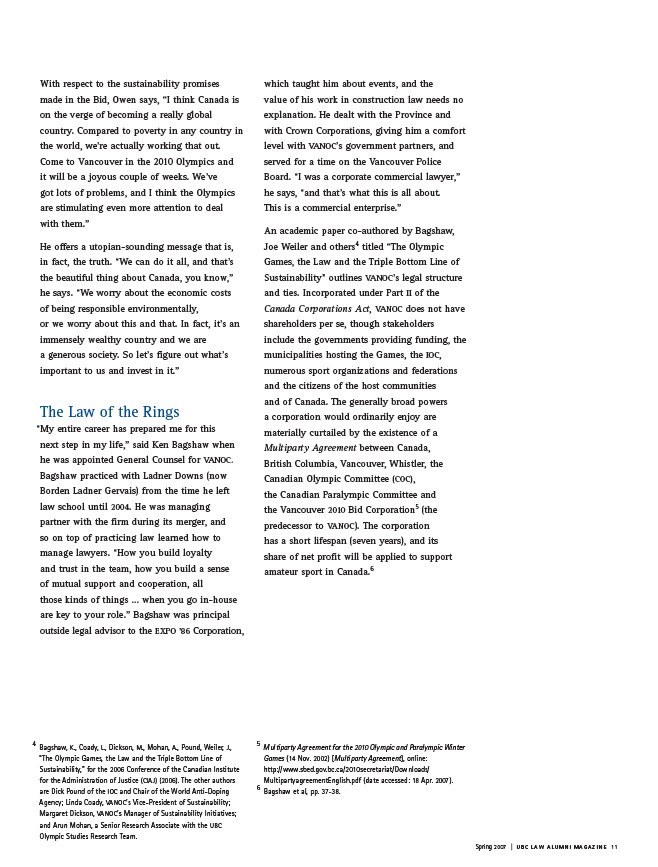 With respect to the sustainability promises
made in the Bid, Owen says, “I think Canada is
on the verge of becoming a really global
country. Compared to poverty in any country in
the world, we’re actually working that out.
Come to Vancouver in the 2010 Olympics and
it will be a joyous couple of weeks. We’ve
got lots of problems, and I think the Olympics
are stimulating even more attention to deal
with them.”
He offers a utopian-sounding message that is,
in fact, the truth. “We can do it all, and that’s
the beautiful thing about Canada, you know,”
he says. “We worry about the economic costs
of being responsible environmentally,
or we worry about this and that. In fact, it’s an
immensely wealthy country and we are
a generous society. So let’s figure out what’s
important to us and invest in it.”
The Law of the Rings
“My entire career has prepared me for this
next step in my life,” said Ken Bagshaw when
he was appointed General Counsel for VANOC.
Bagshaw practiced with Ladner Downs (now
Borden Ladner Gervais) from the time he left
law school until 2004. He was managing
partner with the firm during its merger, and
so on top of practicing law learned how to
manage lawyers. “How you build loyalty
and trust in the team, how you build a sense
of mutual support and cooperation, all
those kinds of things ... when you go in-house
are key to your role.” Bagshaw was principal
outside legal advisor to the EXPO ’86 Corporation,
which taught him about events, and the
value of his work in construction law needs no
explanation. He dealt with the Province and
with Crown Corporations, giving him a comfort
level with VANOC’s government partners, and
served for a time on the Vancouver Police
Board. “I was a corporate commercial lawyer,”
he says, “and that’s what this is all about.
This is a commercial enterprise.”
An academic paper co-authored by Bagshaw,
Joe Weiler and others4 titled “The Olympic
Games, the Law and the Triple Bottom Line of
Sustainability” outlines VANOC’s legal structure
and ties. Incorporated under Part II of the
Canada Corporations Act, VANOC does not have
shareholders per se, though stakeholders
include the governments providing funding, the
municipalities hosting the Games, the IOC,
numerous sport organizations and federations
and the citizens of the host communities
and of Canada. The generally broad powers
a corporation would ordinarily enjoy are
materially curtailed by the existence of a
Multiparty Agreement between Canada,
British Columbia, Vancouver, Whistler, the
Canadian Olympic Committee (COC),
the Canadian Paralympic Committee and
the Vancouver 2010 Bid Corporation5 (the
predecessor to VANOC). The corporation
has a short lifespan (seven years), and its
share of net profit will be applied to support
amateur sport in Canada.6
4 Bagshaw, K., Coady, L., Dickson, M., Mohan, A., Pound, Weiler, J.,
“The Olympic Games, the Law and the Triple Bottom Line of
Sustainability,” for the 2006 Conference of the Canadian Institute
for the Administration of Justice (CIAJ) (2006). The other authors
are Dick Pound of the IOC and Chair of the World Anti-Doping
Agency; Linda Coady, VANOC’s Vice-President of Sustainability;
Margaret Dickson, VANOC’s Manager of Sustainability Initiatives;
and Arun Mohan, a Senior Research Associate with the UBC
Olympic Studies Research Team.
5 Multiparty Agreement for the 2010 Olympic and Paralympic Winter
Games (14 Nov. 2002) [Multiparty Agreement], online:
http://www.sbed.gov.bc.ca/2010secretariat/Downloads/
MultipartyagreementEnglish.pdf (date accessed: 18 Apr. 2007).
6 Bagshaw et al, pp. 37-38.
Spring 2007 | UBC LAW ALUMNI MAGAZINE 11